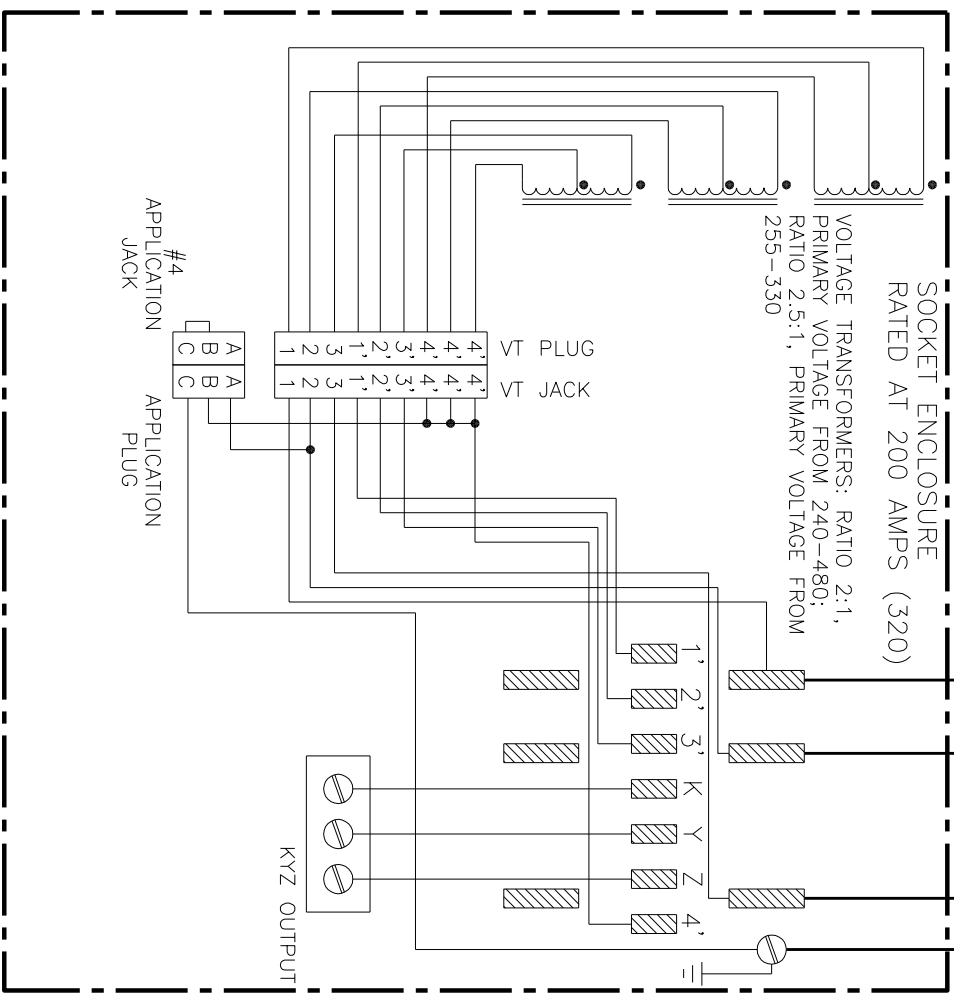 SOCKET ENCLOSURE
RATED AT 200 AMPS (320)
VOLTAGE TRANSFORMERS: RATIO 2:1,
PRIMARY VOLTAGE FROM 240-480;
RATIO 2.5:1, PRIMARY VOLTAGE FROM
255-330
VT PLUG
4' 4' 4' 3' 2' 1' 3 2 1
VT JACK
4' 4' 4' 3' 2' 1' 3 2 1
#4
APPLICATION
JACK
A B C
APPLICATION
PLUG
A B C
1' 2' 3' K Y Z 4'
KYZ OUTPUT